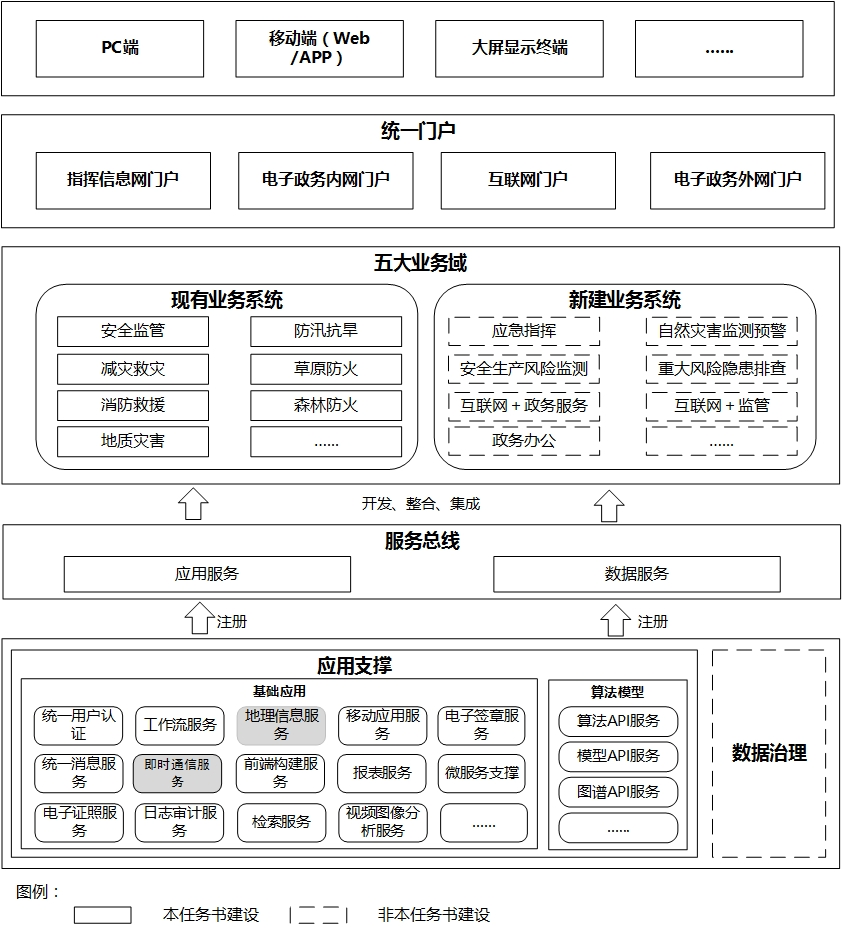 PC端
移动端（Web
/APP）
大屏显示终端
......
统一门户
指挥信息网门户
电子政务内网门户
互联网门户
电子政务外网门户
五大业务域
现有业务系统
安全监管
防汛抗旱
减灾救灾
草原防火
消防救援
森林防火
地质灾害
......
新建业务系统
应急指挥
自然灾害监测预警
安全生产风险监测
重大风险隐患排查
互联网＋政务服务
互联网＋监管
政务办公
......
开发、整合、集成
服务总线
应用服务
数据服务
注册
注册
应用支撑
基础应用
统一用户认
证
工作流服务
地理信息服
务
移动应用服
务
电子签章服
务
统一消息服
务
即时通信服
务
前端构建服
务
报表服务
微服务支撑
电子证照服
务
日志审计服
务
检索服务
视频图像分
析服务
......
算法模型
算法API服务
模型API服务
图谱API服务
......
数据治理
图例：
本任务书建设
非本任务书建设